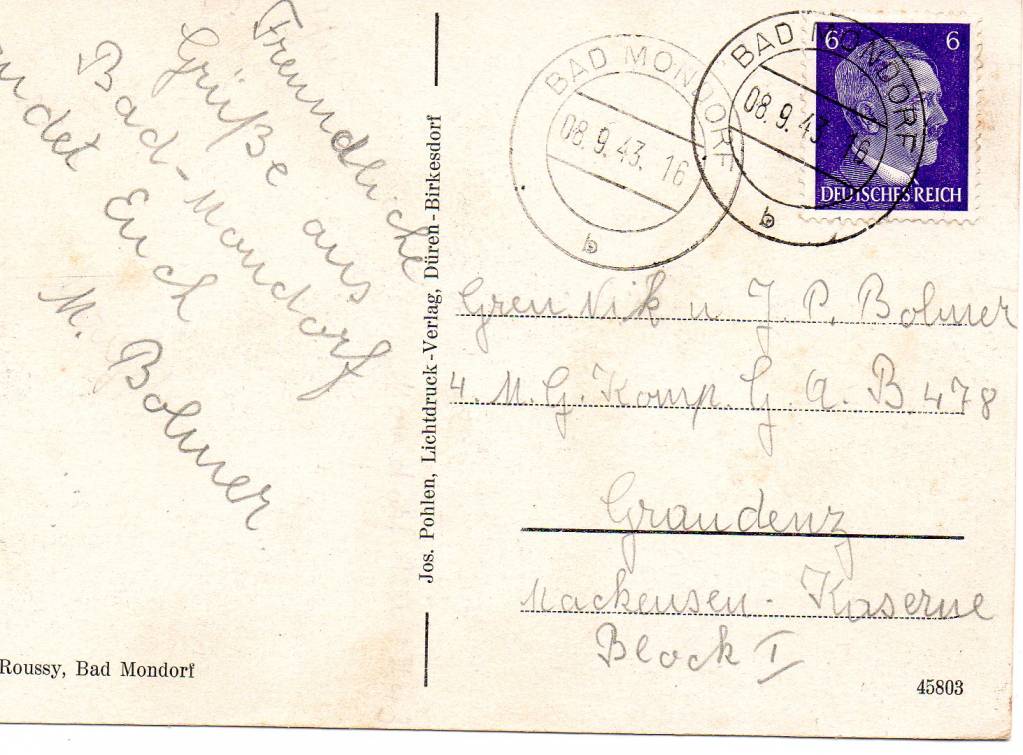 Freundliche
Grüße aus
Bad-Mondorf
sendet Euch
M. Bolmer
Jos. Pohlen, Lichtdruck-Verlag, Düren-Birkesdorf
BAD MONDORF
08.9.43.16
b
BAD MONDORF
08.9.43.16
b
6 6
DEUTSCHES REICH
Gren. Nik u J. P. Bolmer
4. M. G. Komp. G. A. B. 478
Graudenz
Mackensen-Kaserne
Block I
Roussy, Bad Mondorf
45803